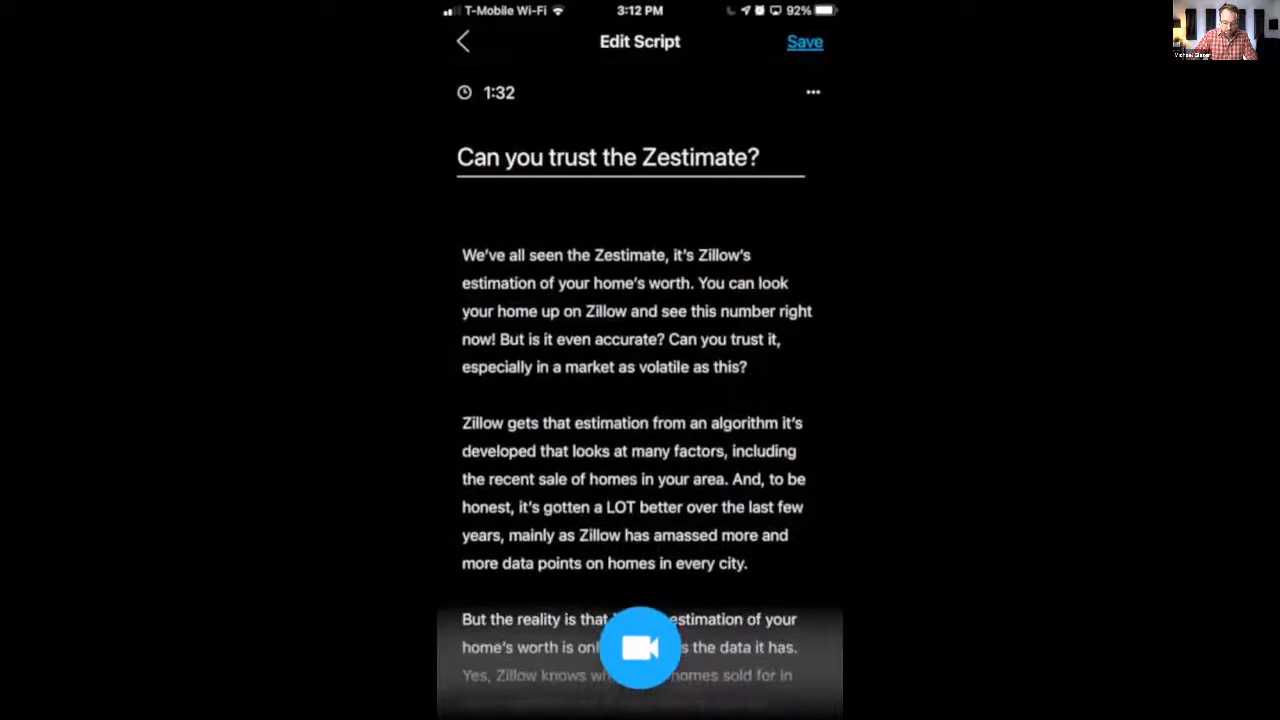 T-Mobile Wi-Fi 3:12 PM 92%
Edit Script Save
1:32
Can you trust the Zestimate?
We've all seen the Zestimate, it's Zillow's
estimation of your home's worth. You can look
your home up on Zillow and see this number right
now! But is it even accurate? Can you trust it,
especially in a market as volatile as this?
Zillow gets that estimation from an algorithm it's
developed that looks at many factors, including
the recent sale of homes in your area. And, to be
honest, it's gotten a LOT better over the last few
years, mainly as Zillow has amassed more and
more data points on homes in every city.
But the reality is that estimation of your
home's worth is the data it has.
Yes, Zillow knows homes sold for in
Michael